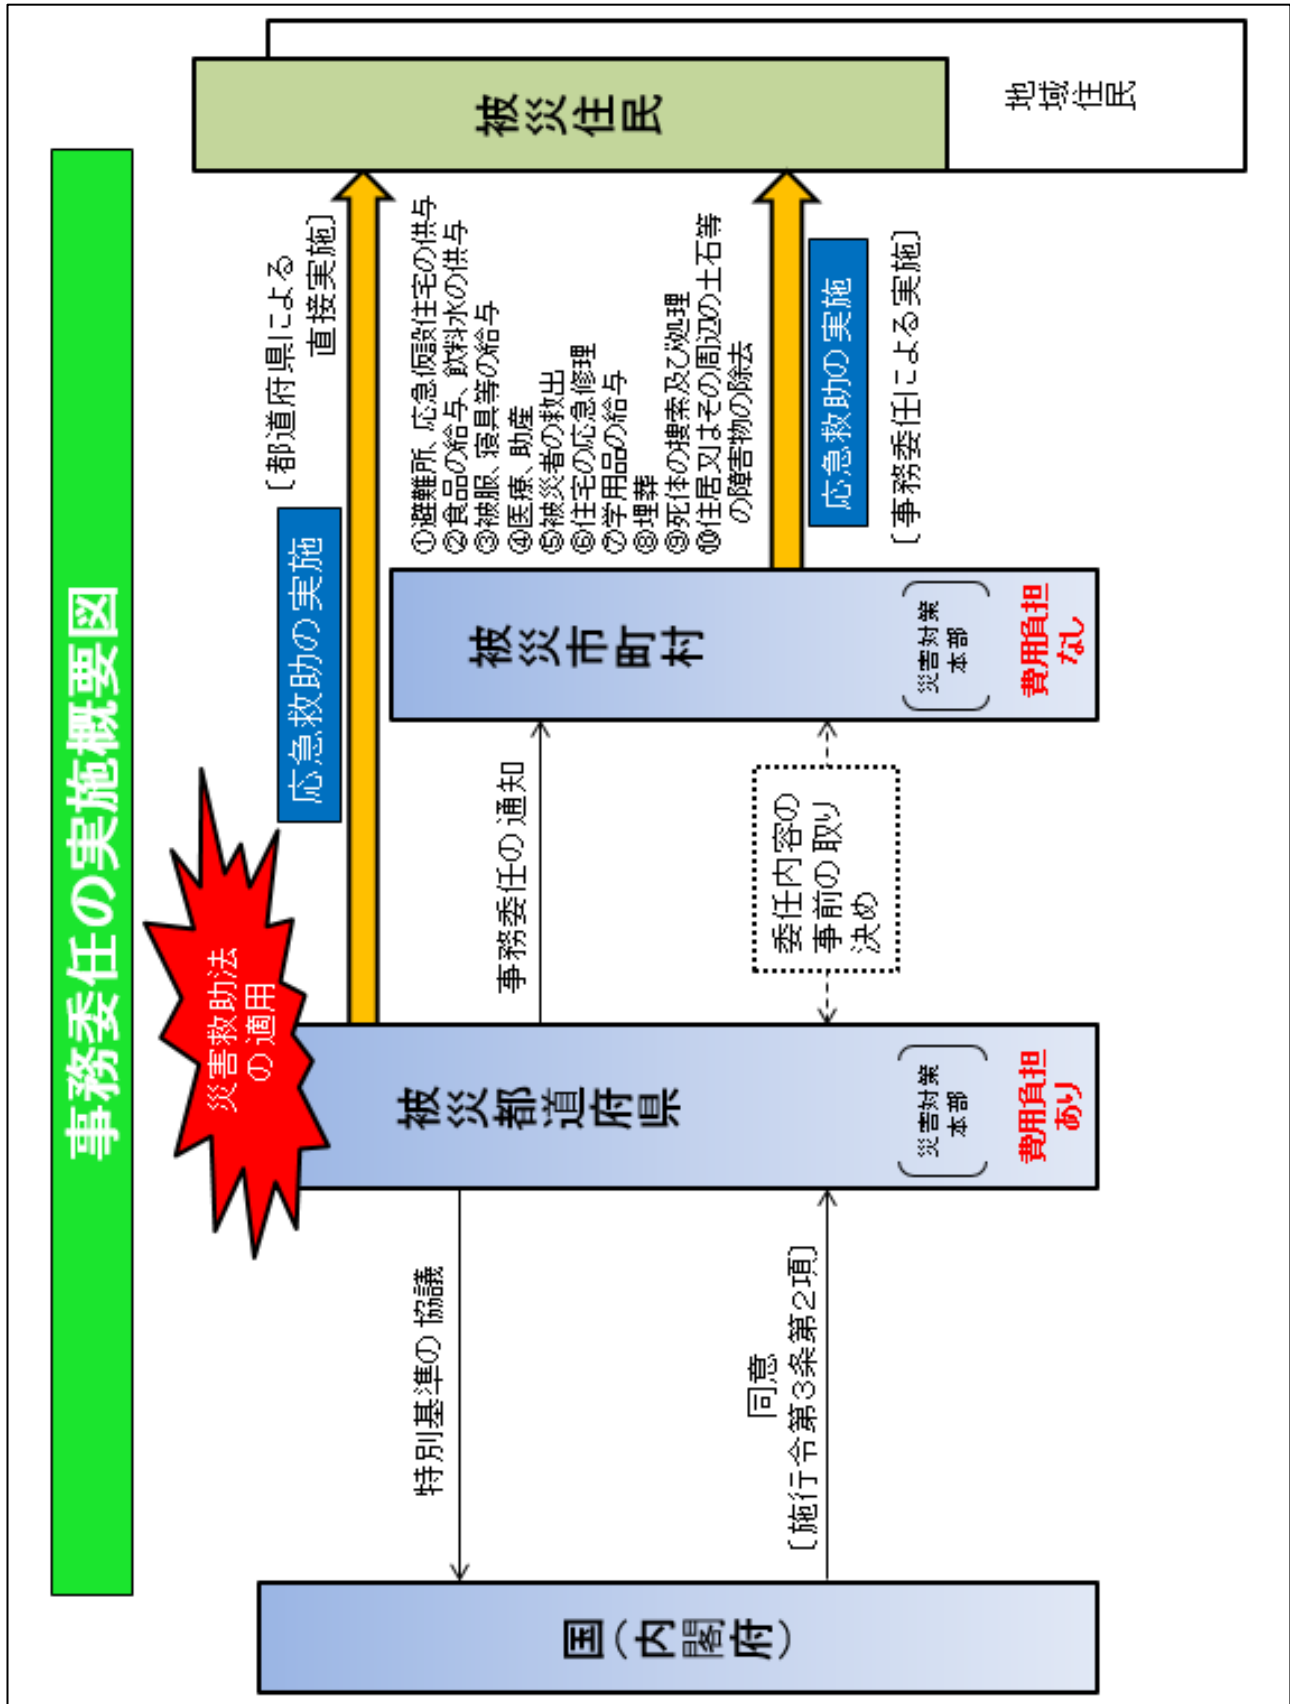 事務委任の実施概要図
国(内閣府)
特別基準の協議
同意
〔施行令第3条第2項〕
災害救助法
の適用
被災都道府県
災害対策
本部
費用負担
あり
事務委任の通知
委任内容の
事前の取り
決め
被災市町村
災害対策
本部
費用負担
なし
応急救助の実施
〔都道府県による
直接実施〕
①避難所、応急仮設住宅の供与
②食品の給与、飲料水の供与
③被服、寝具等の給与
④医療、助産
⑤被災者の救出
⑥住宅の応急修理
⑦学用品の給与
⑧埋葬
⑨死体の捜索及び処理
⑩住居又はその周辺の土石等
の障害物の除去
応急救助の実施
〔事務委任による実施〕
被災住民
地域住民